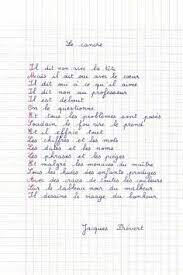 Le cancre
Il dit non avec la tête
Mais il dit oui avec le cœur
Il dit oui à ce qu'il aime
Il dit non au professeur
Il est debout
On le questionne
Et tous les problèmes sont posés
Soudain le fou rire le prend
Et il efface tout
Les chiffres et les mots
Les dates et les noms
Les phrases et les pièges
Et malgré les menaces du maître
Sous les huées des enfants prodiges
Avec des craies de toutes les couleurs
Sur le tableau noir du malheur
Il dessine le visage du bonheur
Jacques Prévert